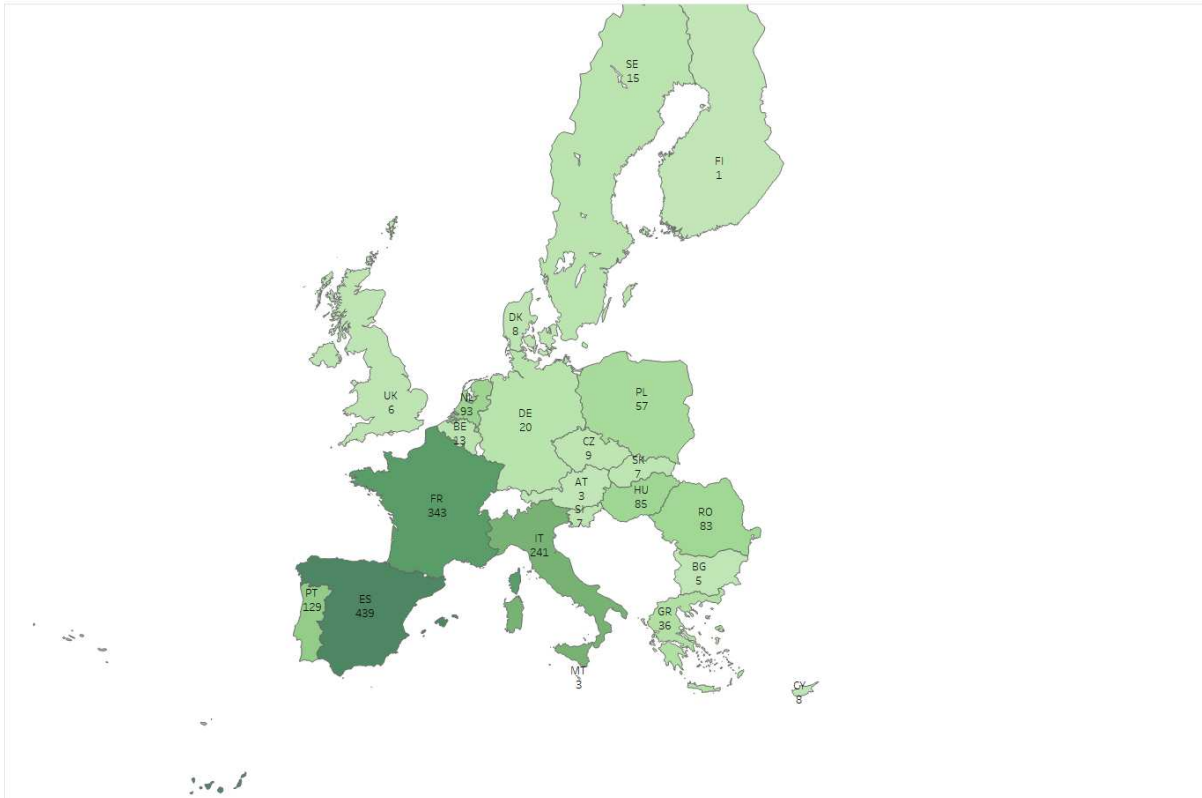 SE
15
FI
1
DK
8
UK
6
NL
93
BE
13
DE
20
PL
57
CZ
9
SK
7
AT
3
SI
7
HU
85
RO
83
FR
343
IT
241
BG
5
PT
129
ES
439
GR
36
MT
3
CY
8